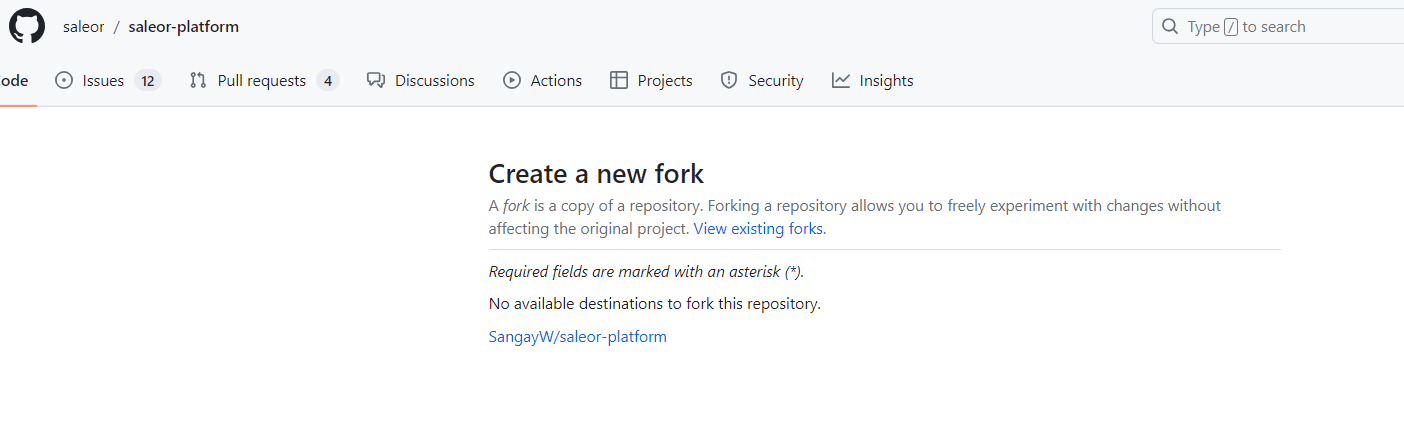 saleor / saleor-platform
Type / to search
ode Issues 12 Pull requests 4 Discussions Actions Projects Security Insights
Create a new fork
A fork is a copy of a repository. Forking a repository allows you to freely experiment with changes without
affecting the original project. View existing forks.
Required fields are marked with an asterisk (*).
No available destinations to fork this repository.
SangayW/saleor-platform